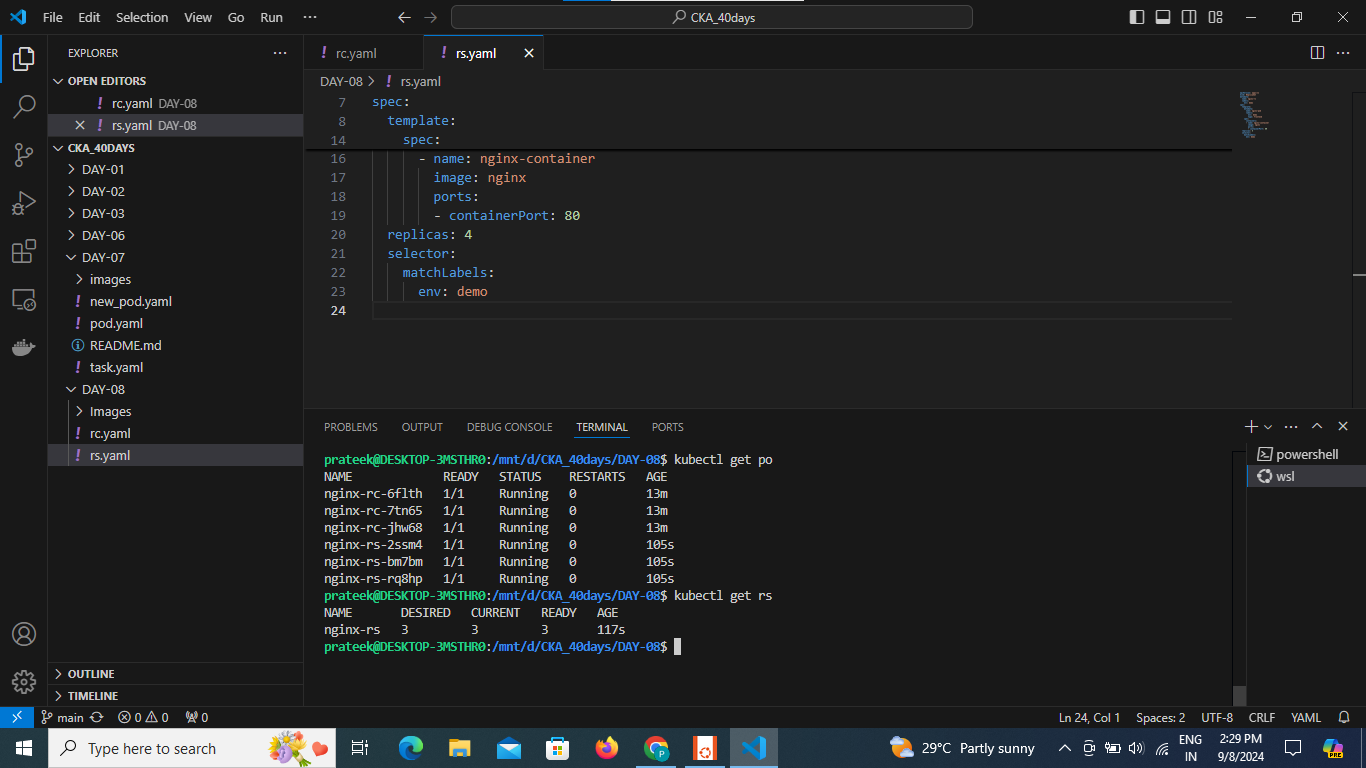 File Edit Selection View Go Run ··· CKA_40days
EXPLORER ···
OPEN EDITORS
! rc.yaml DAY-08
! rs.yaml DAY-08
CKA_40DAYS
DAY-01
DAY-02
DAY-03
DAY-06
DAY-07
images
! new_pod.yaml
! pod.yaml
README.md
! task.yaml
DAY-08
Images
! rc.yaml
! rs.yaml
OUTLINE
TIMELINE
! rc.yaml ! rs.yaml
DAY-08 > ! rs.yaml
7 spec:
8 template:
14 spec:
16 - name: nginx-container
17 image: nginx
18 ports:
19 - containerPort: 80
20 replicas: 4
21 selector:
22 matchLabels:
23 env: demo
24
PROBLEMS OUTPUT DEBUG CONSOLE TERMINAL PORTS
prateek@DESKTOP-3MSTHR0:/mnt/d/CKA_40days/DAY-08$ kubectl get po
NAME READY STATUS RESTARTS AGE
nginx-rc-6flth 1/1 Running 0 13m
nginx-rc-7tn65 1/1 Running 0 13m
nginx-rc-jhw68 1/1 Running 0 13m
nginx-rs-2ssm4 1/1 Running 0 105s
nginx-rs-bm7bm 1/1 Running 0 105s
nginx-rs-rq8hp 1/1 Running 0 105s
prateek@DESKTOP-3MSTHR0:/mnt/d/CKA_40days/DAY-08$ kubectl get rs
NAME DESIRED CURRENT READY AGE
nginx-rs 3 3 3 117s
prateek@DESKTOP-3MSTHR0:/mnt/d/CKA_40days/DAY-08$
powershell
wsl
main 0 0 0 Ln 24, Col 1 Spaces: 2 UTF-8 CRLF YAML
Type here to search 29°C Partly sunny ENG IN 2:29 PM 9/8/2024 PRE